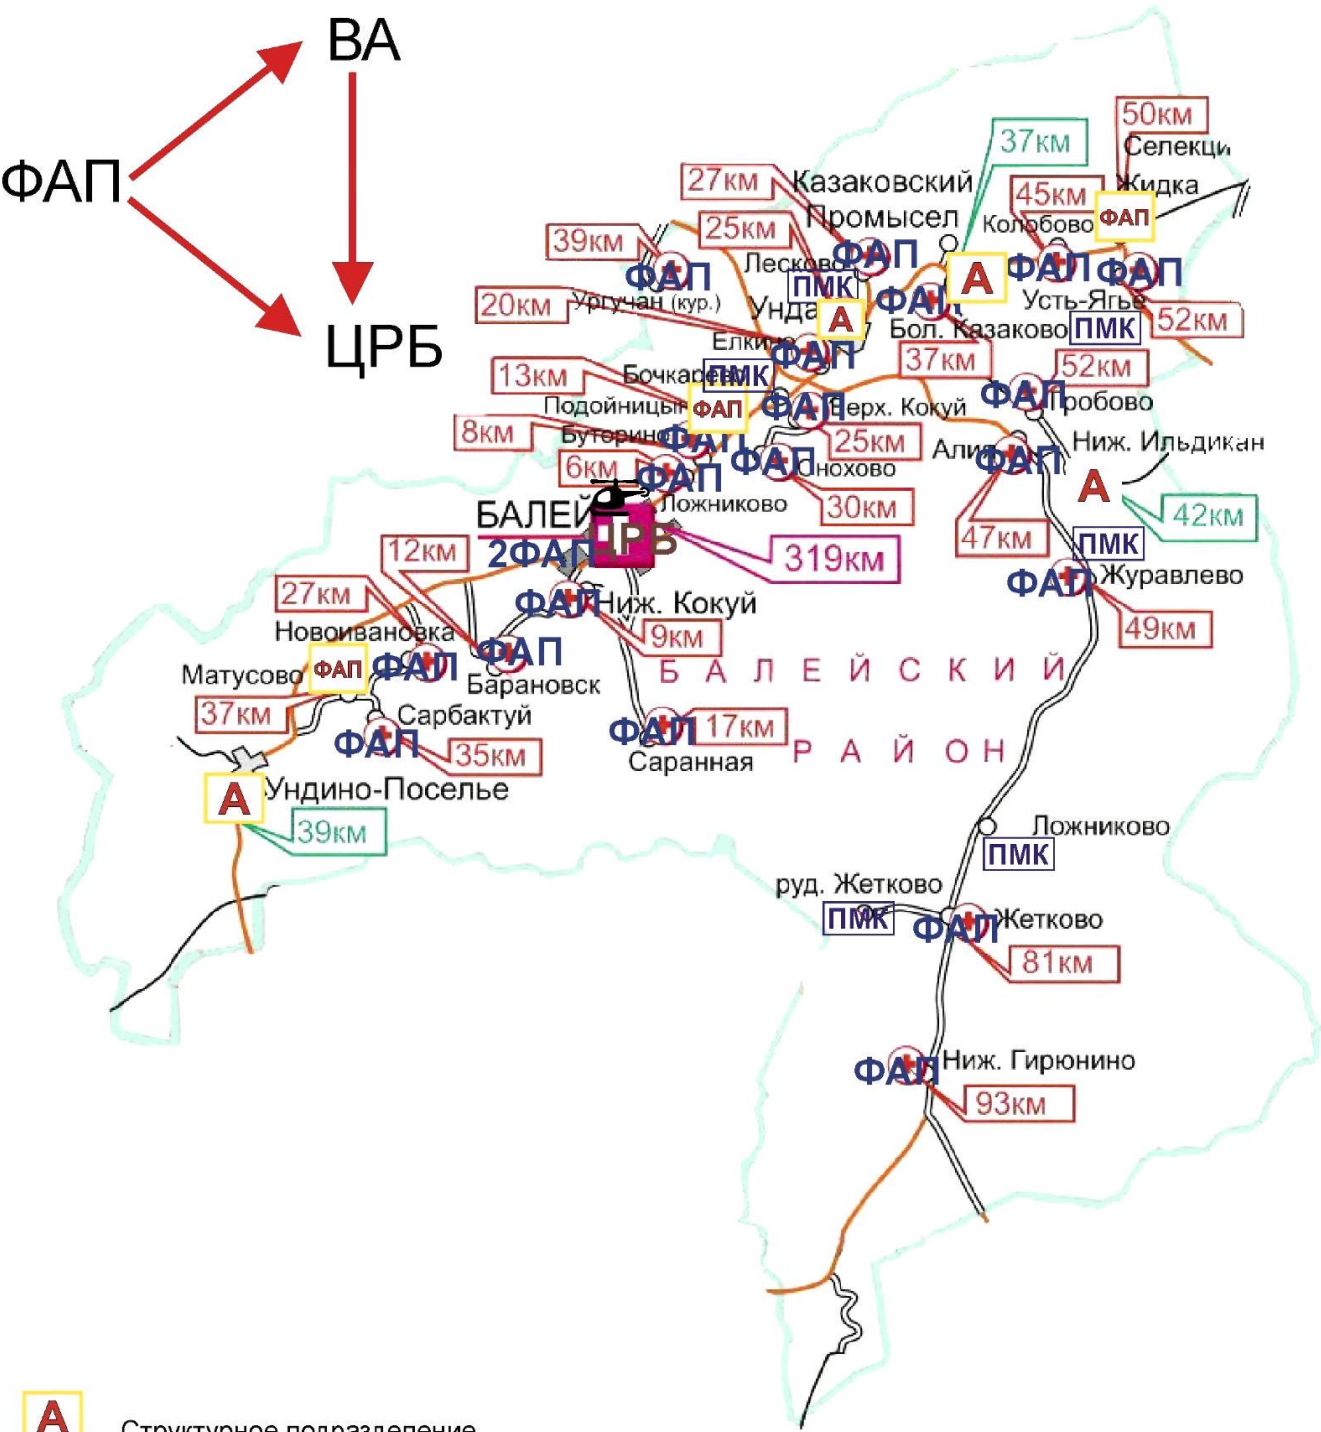 ВА
ФАП
ЦРБ
50км
Селекци
37км
27км
Казаковский
Промысел
45км
Жидка
ФАП
Колобово
25км
39км
ФАП
Лесково
ФАП
ПМК
А
ФАП
ФАП
Ургучан (кур.)
20км
Унда
А
ФАП
Бол. Казаково
Усть-Ягье
ПМК
52км
Елкино
ФАП
37км
52км
13км
Бочкарево
ПМК
ФАП
Подойницын
ФАП
ФАП
Верх. Кокуй
Гробово
8км
Буторино
ФАП
25км
Алия
ФАП
Ниж. Ильдикан
6км
ФАП
ФАП
Онохово
А
Ложниково
30км
42км
БАЛЕЙ
ЦРБ
47км
ПМК
2ФАП
319км
12км
ФАП
Журавлево
27км
ФАП
Ниж. Кокуй
9км
49км
Новоивановка
ФАП
ФАП
ФАП
Матусово
Барановск
БАЛЕЙСКИЙ
37км
Сарбактуй
ФАП
17км
ФАП
35км
Саранная
РАЙОН
А
Ундино-Поселье
39км
Ложниково
ПМК
руд. Жетково
ПМК
ФАП
Жетково
81км
ФАП
Ниж. Гирюнино
93км
А
Структурное подразделение